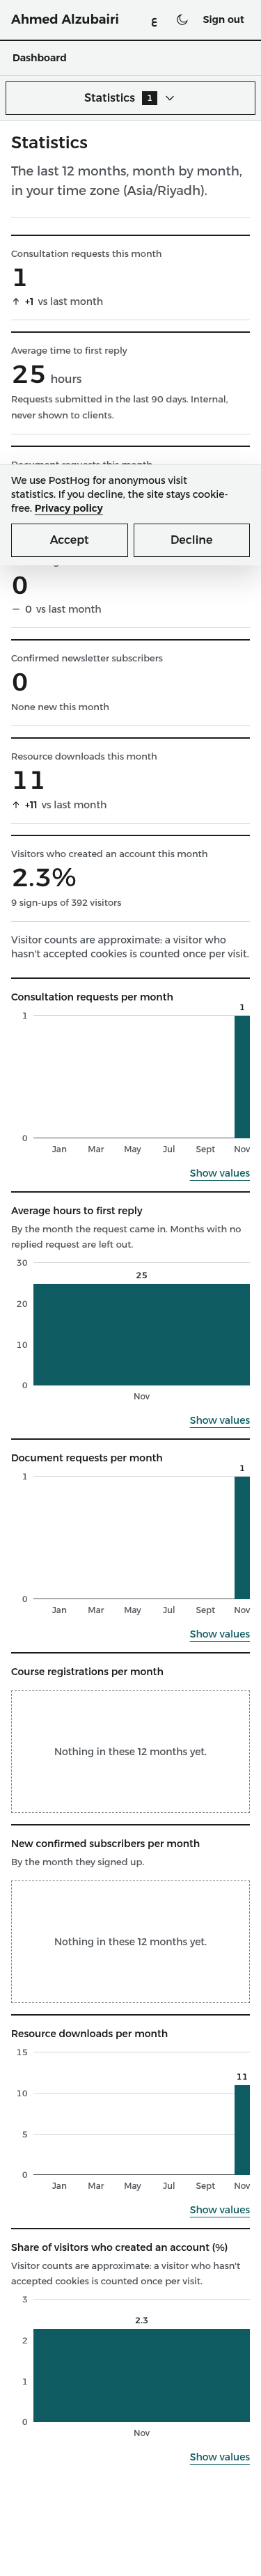 Ahmed Alzubairi ع Sign out
Dashboard
Statistics 1
Statistics
The last 12 months, month by month,
in your time zone (Asia/Riyadh).
Consultation requests this month
1
↑ +1 vs last month
Average time to first reply
25 hours
Requests submitted in the last 90 days. Internal,
never shown to clients.
We use PostHog for anonymous visit
statistics. If you decline, the site stays cookie-
free. Privacy policy
Accept Decline
0
— 0 vs last month
Confirmed newsletter subscribers
0
None new this month
Resource downloads this month
11
↑ +11 vs last month
Visitors who created an account this month
2.3%
9 sign-ups of 392 visitors
Visitor counts are approximate: a visitor who
hasn't accepted cookies is counted once per visit.
Consultation requests per month
1
1
0
Jan Mar May Jul Sept Nov
Show values
Average hours to first reply
By the month the request came in. Months with no
replied request are left out.
30
25
20
10
0
Nov
Show values
Document requests per month
1
1
0
Jan Mar May Jul Sept Nov
Show values
Course registrations per month
Nothing in these 12 months yet.
New confirmed subscribers per month
By the month they signed up.
Nothing in these 12 months yet.
Resource downloads per month
15
11
10
5
0
Jan Mar May Jul Sept Nov
Show values
Share of visitors who created an account (%)
Visitor counts are approximate: a visitor who hasn't
accepted cookies is counted once per visit.
3
2.3
2
1
0
Nov
Show values